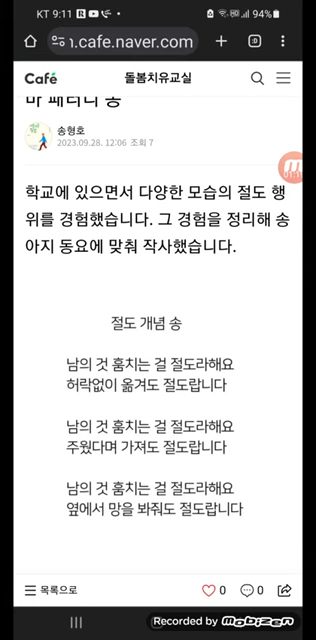 KT 9:11
94%
n.cafe.naver.com
Café
돌봄치유교실
송형호
2023.09.28. 12:06 조회 7
학교에 있으면서 다양한 모습의 절도 행
위를 경험했습니다. 그 경험을 정리해 송
아지 동요에 맞춰 작사했습니다.
절도 개념 송
남의 것 훔치는 걸 절도라해요
허락없이 옮겨도 절도랍니다
남의 것 훔치는 걸 절도라해요
주웠다며 가져도 절도랍니다
남의 것 훔치는 걸 절도라해요
옆에서 망을 봐줘도 절도랍니다
목록으로
0
0
Recorded by mobizen